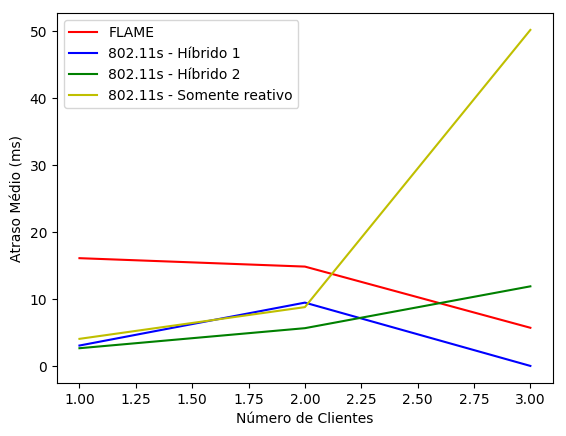 FLAME
802.11s - Híbrido 1
802.11s - Híbrido 2
802.11s - Somente reativo
Atraso Médio (ms)
50
40
30
20
10
0
1.00 1.25 1.50 1.75 2.00 2.25 2.50 2.75 3.00
Número de Clientes